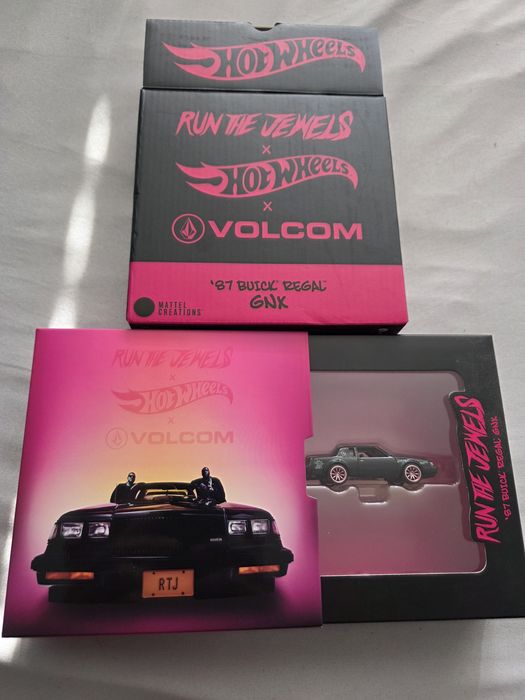 HOT WHEELS
RUN THE JEWELS
x
HOT WHEELS
x
VOLCOM
'87 BUICK REGAL
GNK
MATTEL
CREATIONS
RUN THE JEWELS
x
HOT WHEELS
x
VOLCOM
RTJ
RUN THE JEWELS
'87 BUICK REGAL GNK